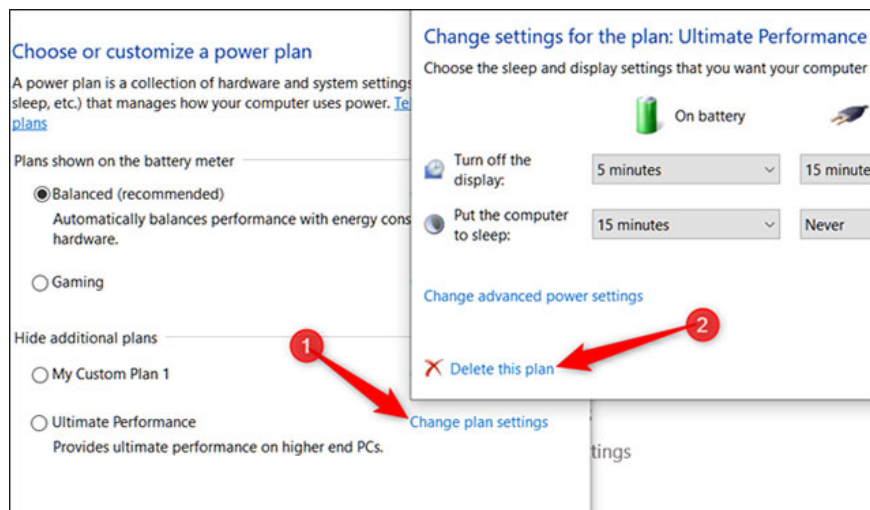 Choose or customize a power plan
A power plan is a collection of hardware and system settings
sleep, etc.) that manages how your computer uses power. Te
plans
Plans shown on the battery meter
Balanced (recommended)
Automatically balances performance with energy cons
hardware.
Gaming
Hide additional plans
My Custom Plan 1
Ultimate Performance
Provides ultimate performance on higher end PCs.
1
Change plan settings
Change settings for the plan: Ultimate Performance
Choose the sleep and display settings that you want your computer
On battery
Turn off the
display:
5 minutes
15 minute
Put the computer
to sleep:
15 minutes
Never
Change advanced power settings
2
Delete this plan
tings